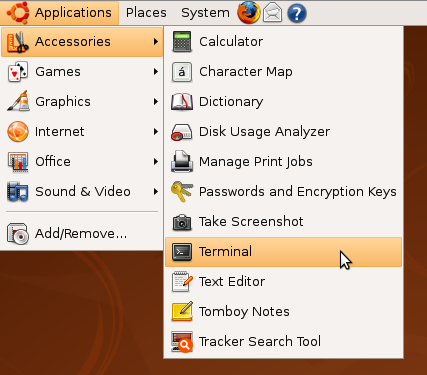 Applications Places System
Accessories
Games
Graphics
Internet
Office
Sound & Video
Add/Remove...
Calculator
Character Map
Dictionary
Disk Usage Analyzer
Manage Print Jobs
Passwords and Encryption Keys
Take Screenshot
Terminal
Text Editor
Tomboy Notes
Tracker Search Tool